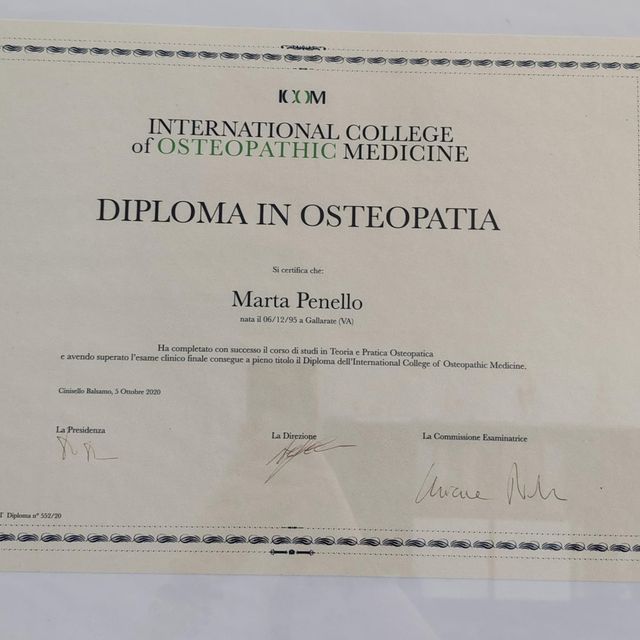 ICOM
INTERNATIONAL COLLEGE
of OSTEOPATHIC MEDICINE
DIPLOMA IN OSTEOPATIA
Si certifica che:
Marta Penello
nata il 06/12/95 a Gallarate (VA)
Ha completato con successo il corso di studi in Teoria e Pratica Osteopatica
e avendo superato l'esame clinico finale consegue a pieno titolo il Diploma dell'International College of Osteopathic Medicine.
Cinisello Balsamo, 5 Ottobre 2020
La Presidenza La Direzione La Commissione Esaminatrice
Diploma n° 552/20